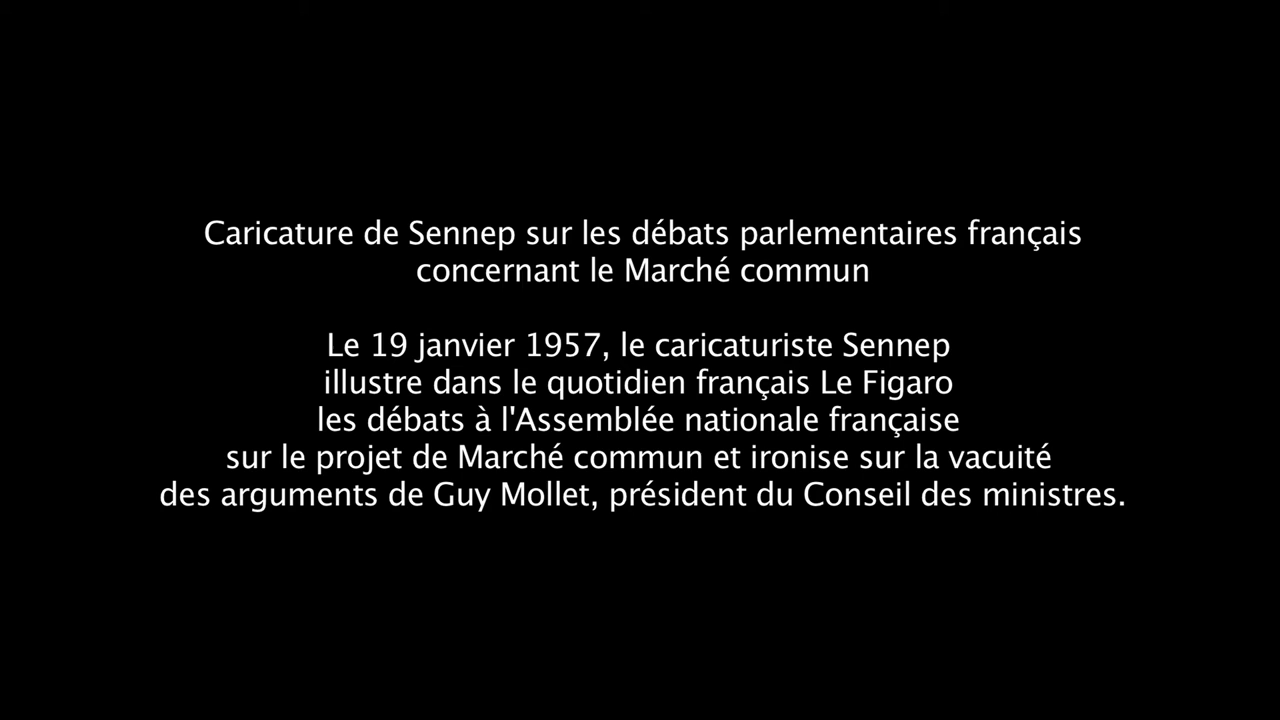 Caricature de Sennep sur les débats parlementaires français
concernant le Marché commun
Le 19 janvier 1957, le caricaturiste Sennep
illustre dans le quotidien français Le Figaro
les débats à l'Assemblée nationale française
sur le projet de Marché commun et ironise sur la vacuité
des arguments de Guy Mollet, président du Conseil des ministres.